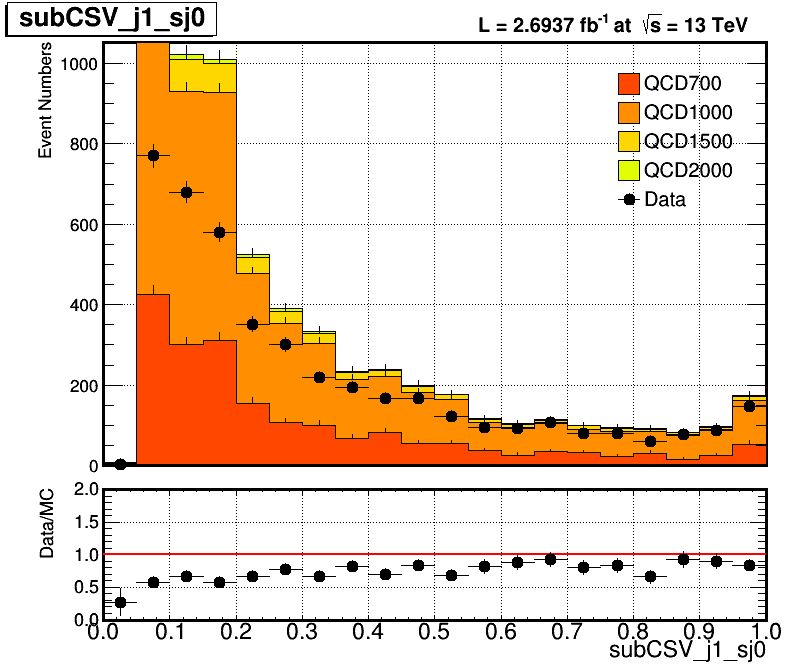 subCSV_j1_sj0
L = 2.6937 fb-1 at √s = 13 TeV
Event Numbers
1000
800
600
400
200
0
QCD700
QCD1000
QCD1500
QCD2000
Data
Data/MC
2.0
1.5
1.0
0.5
0.0
0.0 0.1 0.2 0.3 0.4 0.5 0.6 0.7 0.8 0.9 1.0
subCSV_j1_sj0